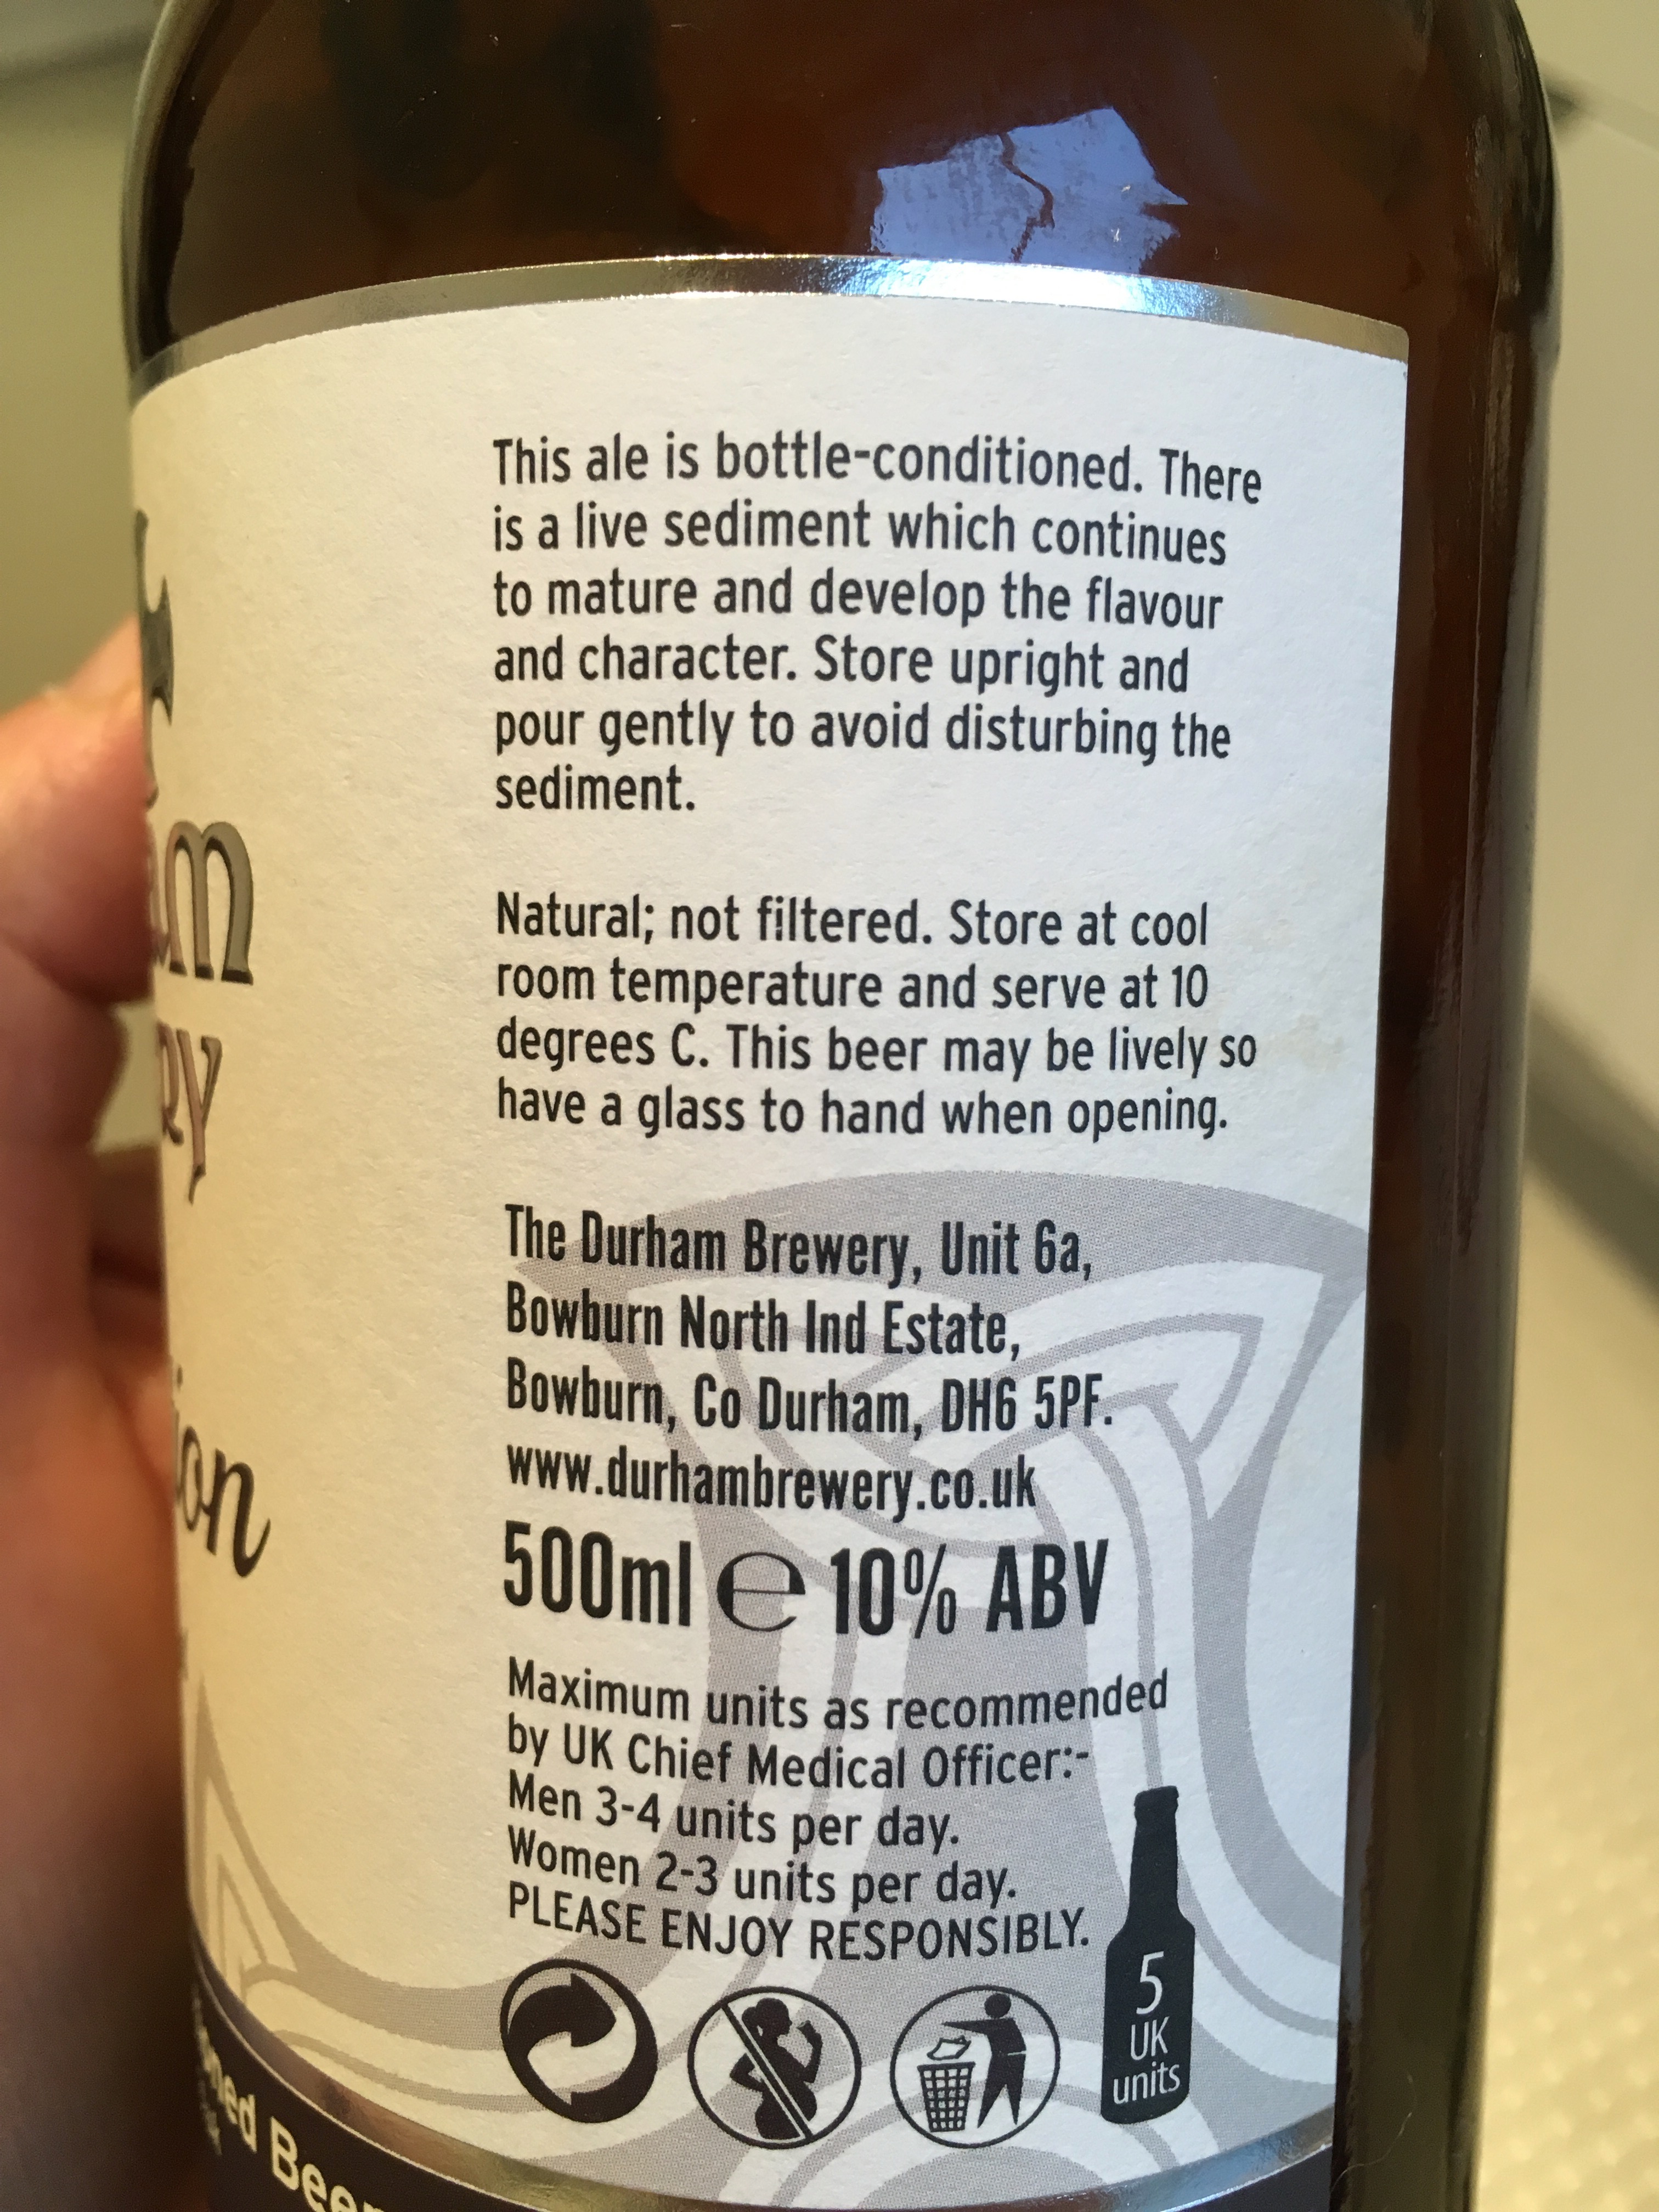 This ale is bottle-conditioned. There
is a live sediment which continues
to mature and develop the flavour
and character. Store upright and
pour gently to avoid disturbing the
sediment.
Natural; not filtered. Store at cool
room temperature and serve at 10
degrees C. This beer may be lively so
have a glass to hand when opening.
The Durham Brewery, Unit 6a,
Bowburn North Ind Estate,
Bowburn, Co Durham, DH6 5PF.
www.durhambrewery.co.uk
500ml e 10% ABV
Maximum units as recommended
by UK Chief Medical Officer:-
Men 3-4 units per day.
Women 2-3 units per day.
PLEASE ENJOY RESPONSIBLY.
5
UK
units
Beer